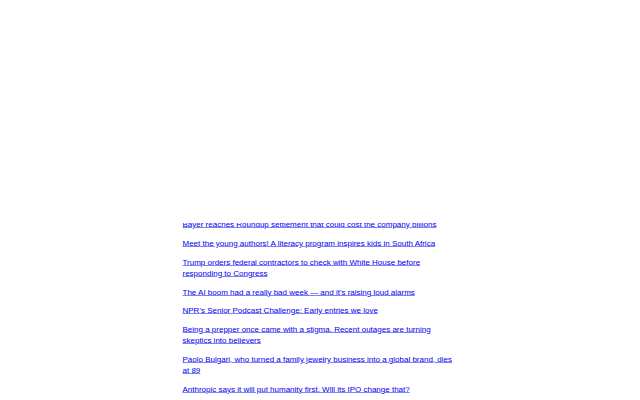 Bayer reaches Roundup settlement that could cost the company billions
Meet the young authors! A literacy program inspires kids in South Africa
Trump orders federal contractors to check with White House before
responding to Congress
The AI boom had a really bad week — and it's raising loud alarms
NPR's Senior Podcast Challenge: Early entries we love
Being a prepper once came with a stigma. Recent outages are turning
skeptics into believers
Paolo Bulgari, who turned a family jewelry business into a global brand, dies
at 89
Anthropic says it will put humanity first. Will its IPO change that?